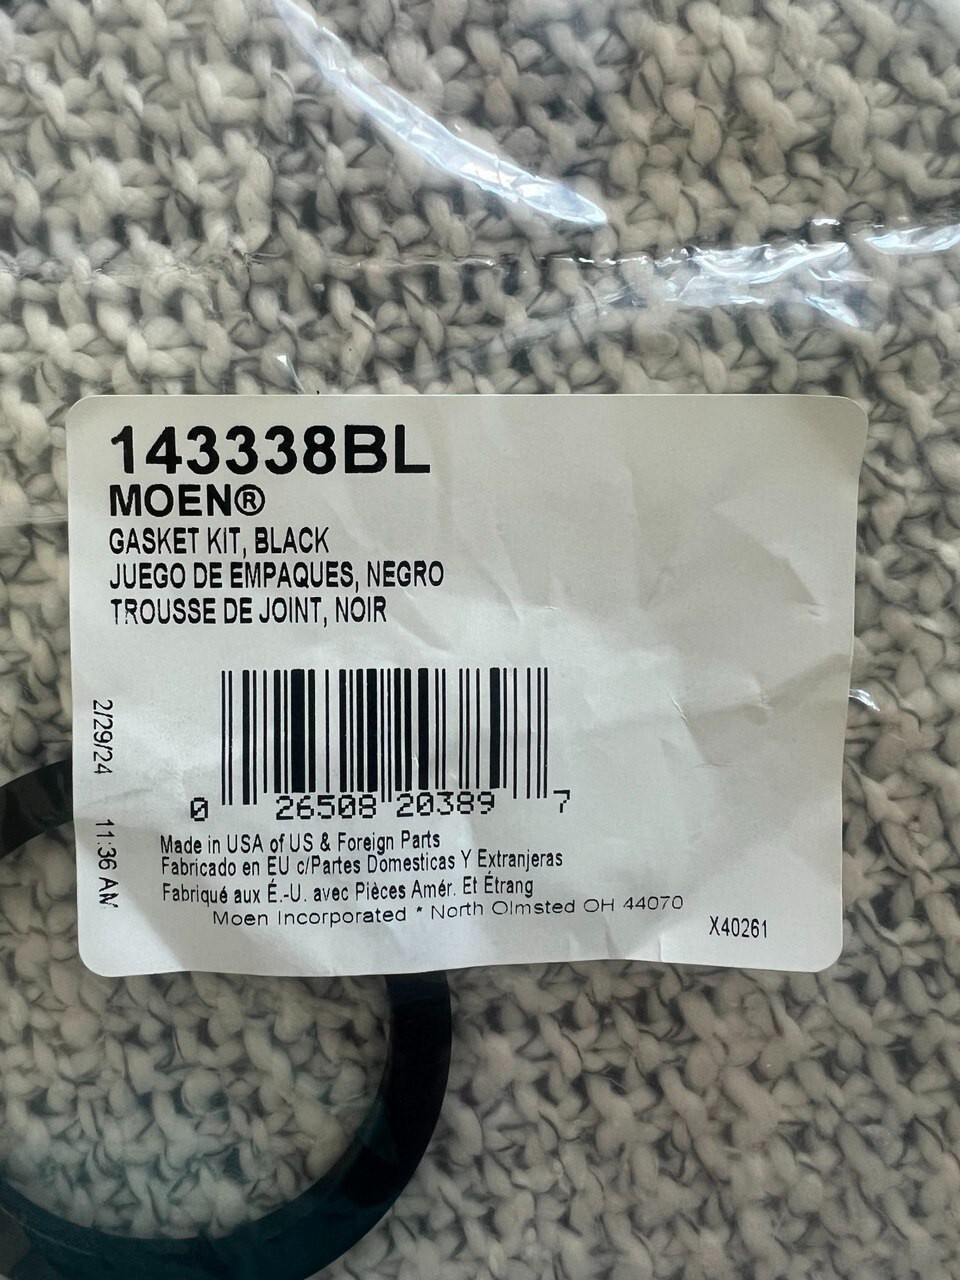 143338BL
MOEN®
GASKET KIT, BLACK
JUEGO DE EMPAQUES, NEGRO
TROUSSE DE JOINT, NOIR
2/29/24 11:36 AM
0 26508 20389 7
Made in USA of US & Foreign Parts
Fabricado en EU c/Partes Domesticas Y Extranjeras
Fabriqué aux É.-U. avec Pièces Amér. Et Étrang
Moen Incorporated * North Olmsted OH 44070
X40261